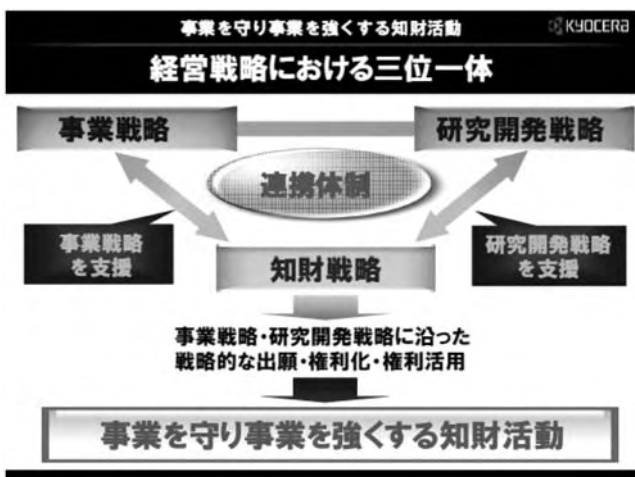 事業を守り事業を強くする知財活動
KYOCERA
経営戦略における三位一体
事業戦略
研究開発戦略
連携体制
事業戦略
を支援
知財戦略
研究開発戦略
を支援
事業戦略・研究開発戦略に沿った
戦略的な出願・権利化・権利活用
事業を守り事業を強くする知財活動